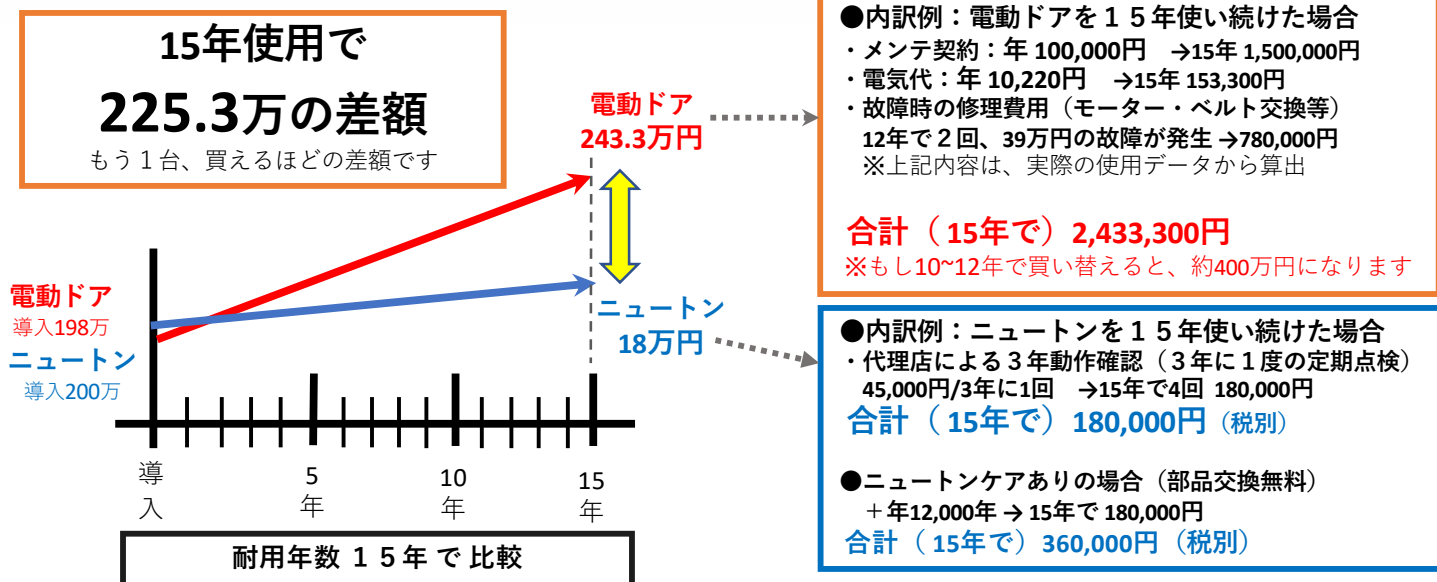 15年使用で
225.3万の差額
もう１台、買えるほどの差額です
電動ドア
243.3万円
電動ドア
導入198万
ニュートン
導入200万
ニュートン
18万円
導入
5年
10年
15年
耐用年数 １５年 で 比較
●内訳例：電動ドアを１５年使い続けた場合
・メンテ契約：年 100,000円 →15年 1,500,000円
・電気代：年 10,220円 →15年 153,300円
・故障時の修理費用（モーター・ベルト交換等）
12年で２回、39万円の故障が発生 →780,000円
※上記内容は、実際の使用データから算出
合計（ 15年で）2,433,300円
※もし10~12年で買い替えると、約400万円になります
●内訳例：ニュートンを１５年使い続けた場合
・代理店による３年動作確認（３年に１度の定期点検）
45,000円/3年に1回 →15年で4回 180,000円
合計（ 15年で）180,000円（税別）
●ニュートンケアありの場合（部品交換無料）
＋年12,000年 → 15年で 180,000円
合計（ 15年で）360,000円（税別）